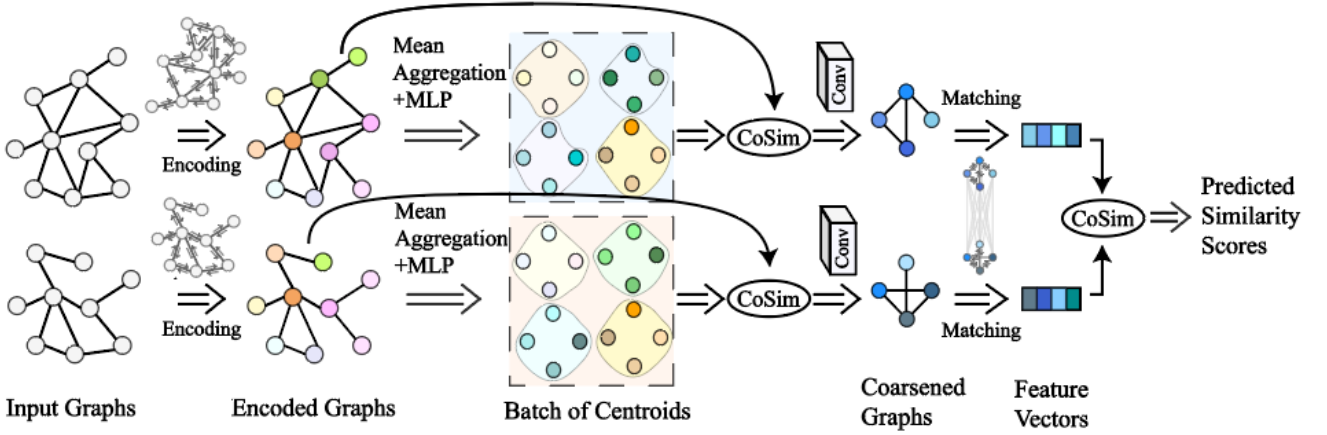 Mean
Aggregation
+MLP
Conv
Matching
Encoding
CoSim
Mean
Aggregation
+MLP
Conv
CoSim
Predicted
Similarity
Scores
Encoding
CoSim
Matching
Input Graphs
Encoded Graphs
Batch of Centroids
Coarsened
Graphs
Feature
Vectors